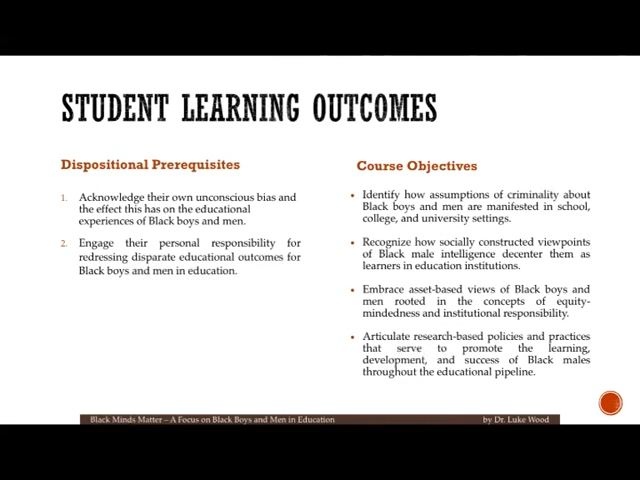 STUDENT LEARNING OUTCOMES
Dispositional Prerequisites
1. Acknowledge their own unconscious bias and
the effect this has on the educational
experiences of Black boys and men.
2. Engage their personal responsibility for
redressing disparate educational outcomes for
Black boys and men in education.
Course Objectives
• Identify how assumptions of criminality about
Black boys and men are manifested in school,
college, and university settings.
• Recognize how socially constructed viewpoints
of Black male intelligence decenter them as
learners in education institutions.
• Embrace asset-based views of Black boys and
men rooted in the concepts of equity-
mindedness and institutional responsibility.
• Articulate research-based policies and practices
that serve to promote the learning,
development, and success of Black males
throughout the educational pipeline.
Black Minds Matter – A Focus on Black Boys and Men in Education by Dr. Luke Wood